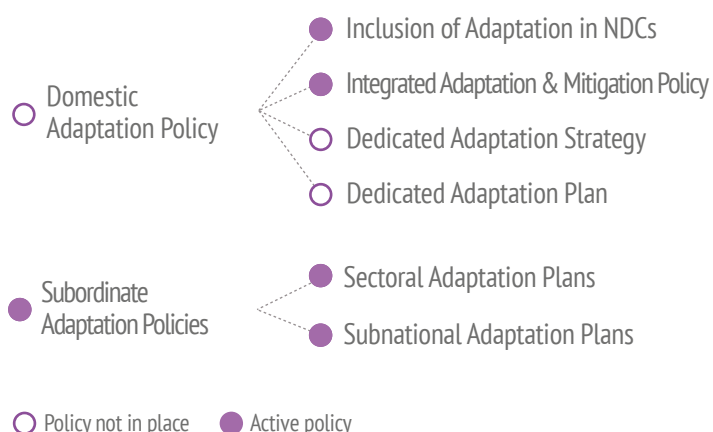 Inclusion of Adaptation in NDCs
Domestic
Adaptation Policy
Integrated Adaptation & Mitigation Policy
Dedicated Adaptation Strategy
Dedicated Adaptation Plan
Subordinate
Adaptation Policies
Sectoral Adaptation Plans
Subnational Adaptation Plans
Policy not in place
Active policy